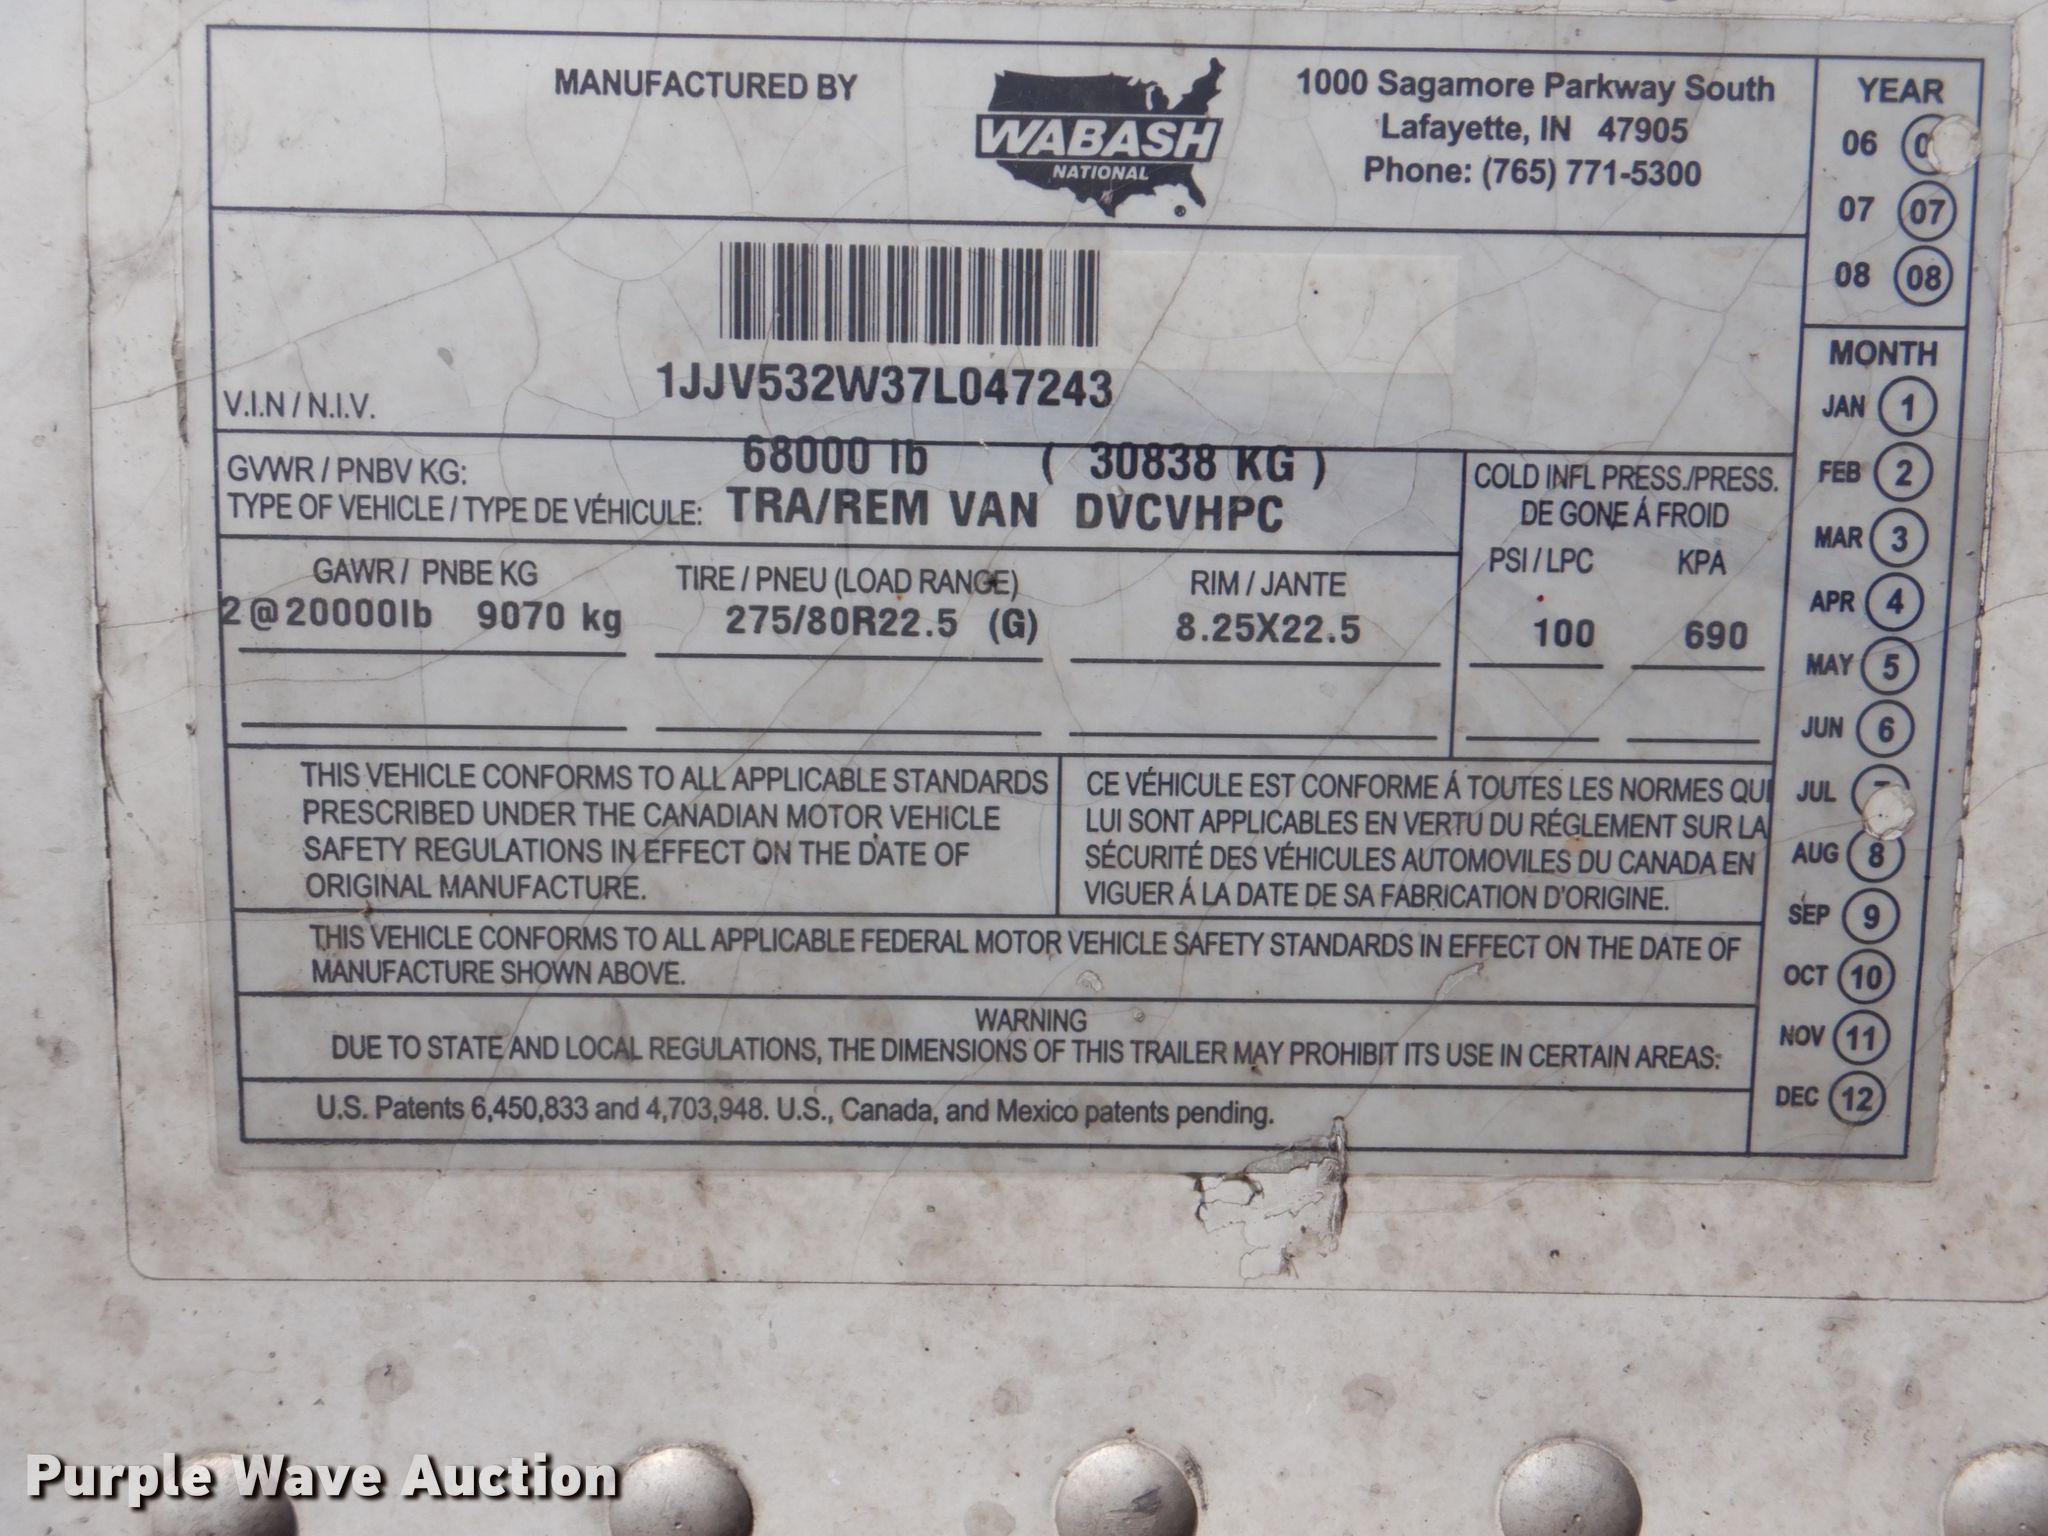 MANUFACTURED BY
WABASH
NATIONAL
®
1000 Sagamore Parkway South
Lafayette, IN 47905
Phone: (765) 771-5300
1JJV532W37L047243
V.I.N / N.I.V.
GVWR / PNBV KG: 68000 lb ( 30838 KG )
TYPE OF VEHICLE / TYPE DE VÉHICULE: TRA/REM VAN DVCVHPC
GAWR / PNBE KG
2@20000lb 9070 kg
TIRE / PNEU (LOAD RANGE)
275/80R22.5 (G)
RIM / JANTE
8.25X22.5
COLD INFL PRESS./PRESS.
DE GONE Á FROID
PSI / LPC KPA
100 690
THIS VEHICLE CONFORMS TO ALL APPLICABLE STANDARDS
PRESCRIBED UNDER THE CANADIAN MOTOR VEHICLE
SAFETY REGULATIONS IN EFFECT ON THE DATE OF
ORIGINAL MANUFACTURE.
CE VÉHICULE EST CONFORME Á TOUTES LES NORMES QUI
LUI SONT APPLICABLES EN VERTU DU RÉGLEMENT SUR LA
SÉCURITÉ DES VÉHICULES AUTOMOVILES DU CANADA EN
VIGUER Á LA DATE DE SA FABRICATION D'ORIGINE.
THIS VEHICLE CONFORMS TO ALL APPLICABLE FEDERAL MOTOR VEHICLE SAFETY STANDARDS IN EFFECT ON THE DATE OF
MANUFACTURE SHOWN ABOVE.
WARNING
DUE TO STATE AND LOCAL REGULATIONS, THE DIMENSIONS OF THIS TRAILER MAY PROHIBIT ITS USE IN CERTAIN AREAS.
U.S. Patents 6,450,833 and 4,703,948. U.S., Canada, and Mexico patents pending.
YEAR
06
07 07
08 08
MONTH
JAN 1
FEB 2
MAR 3
APR 4
MAY 5
JUN 6
JUL
AUG 8
SEP 9
OCT 10
NOV 11
DEC 12
Purple Wave Auction